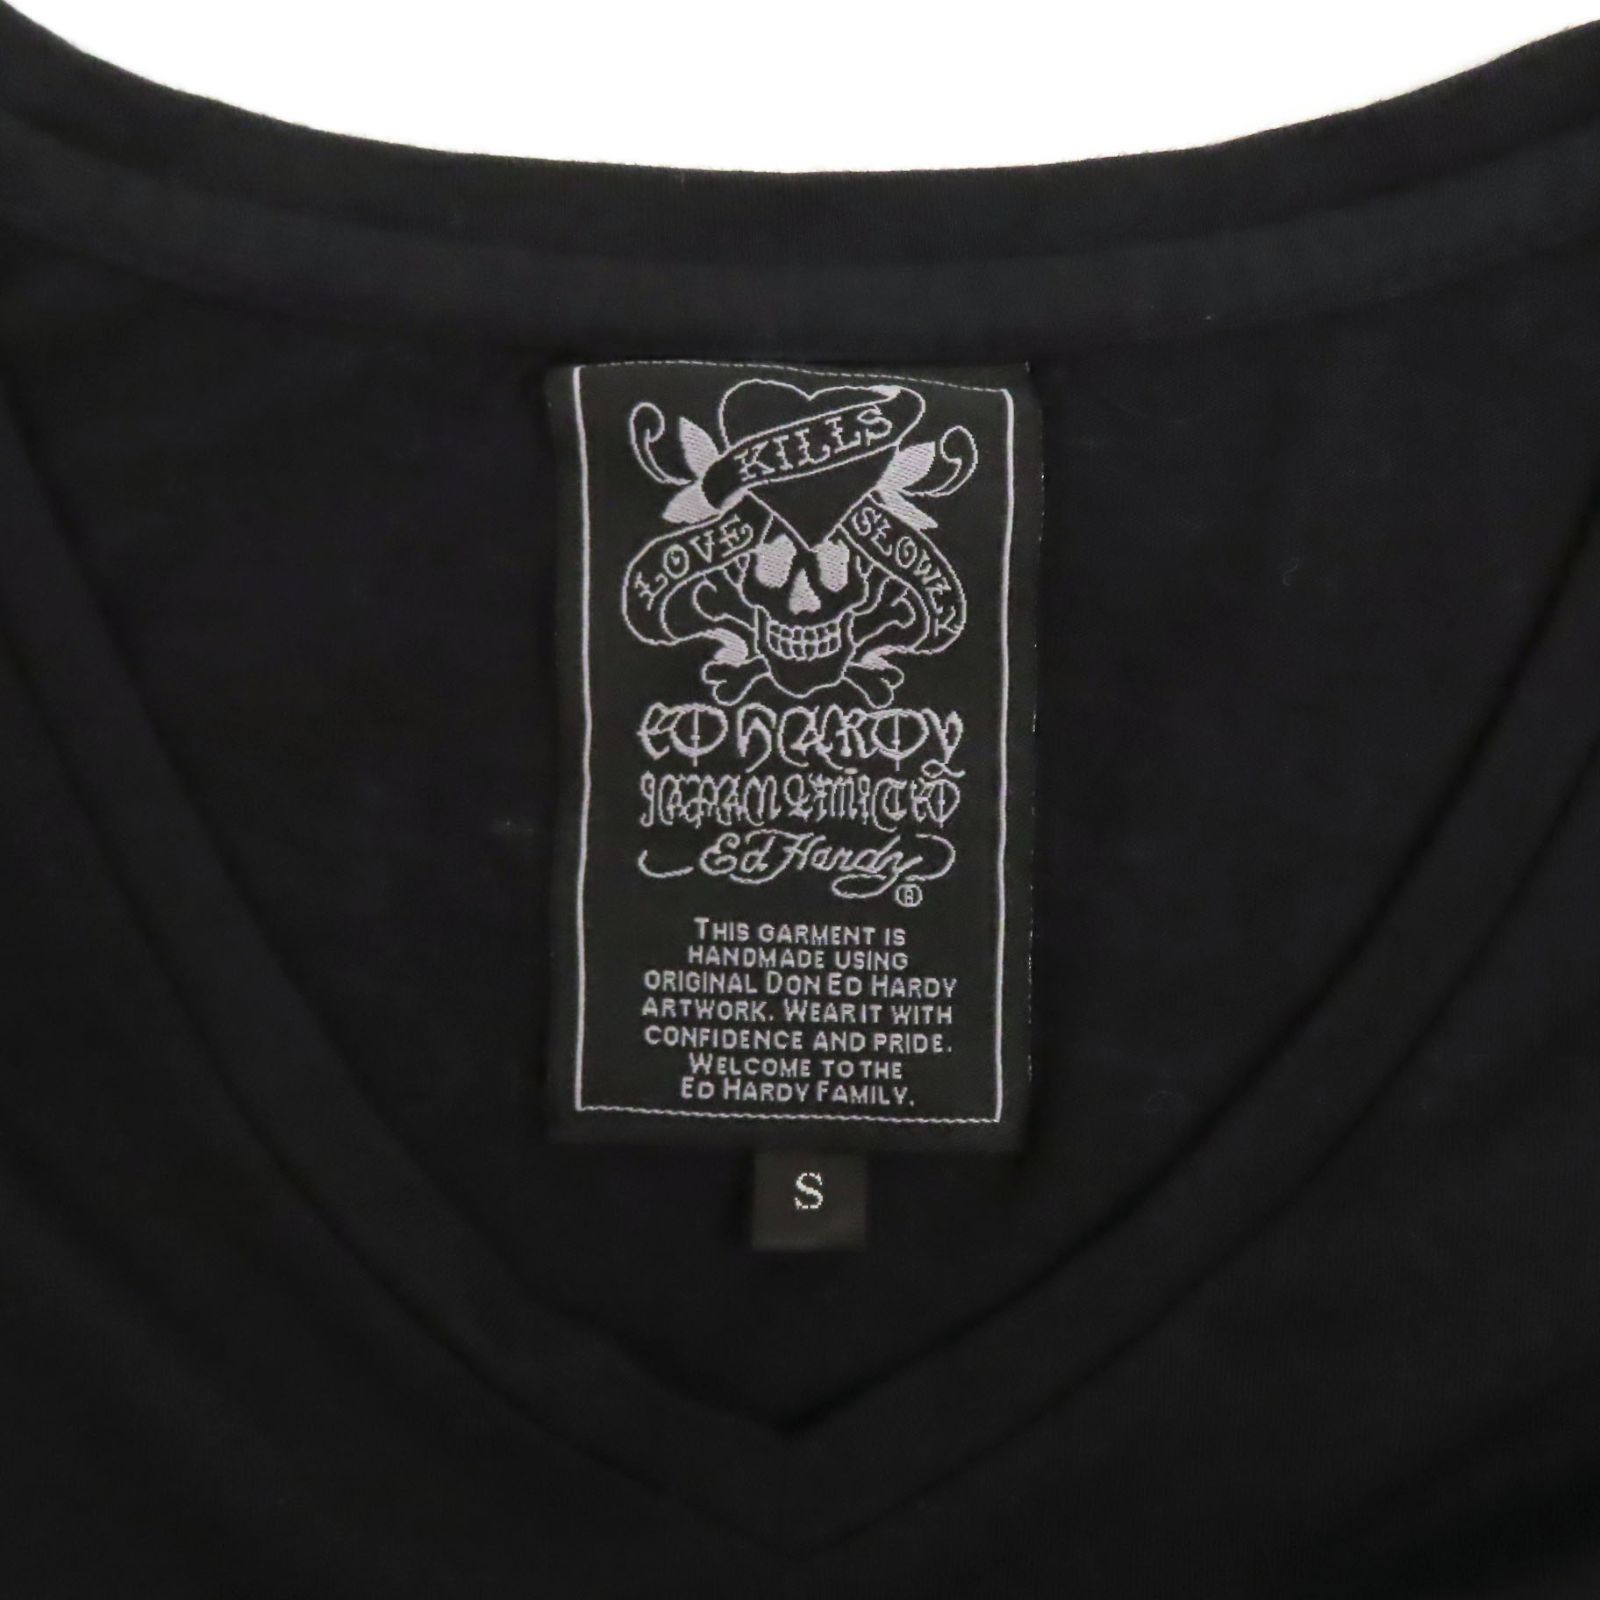 KILLS
LOVE SLOWLY
ED HARDY
JAPAN LIMITED
Ed Hardy
®
THIS GARMENT IS
HANDMADE USING
ORIGINAL DON ED HARDY
ARTWORK. WEAR IT WITH
CONFIDENCE AND PRIDE.
WELCOME TO THE
ED HARDY FAMILY.
S